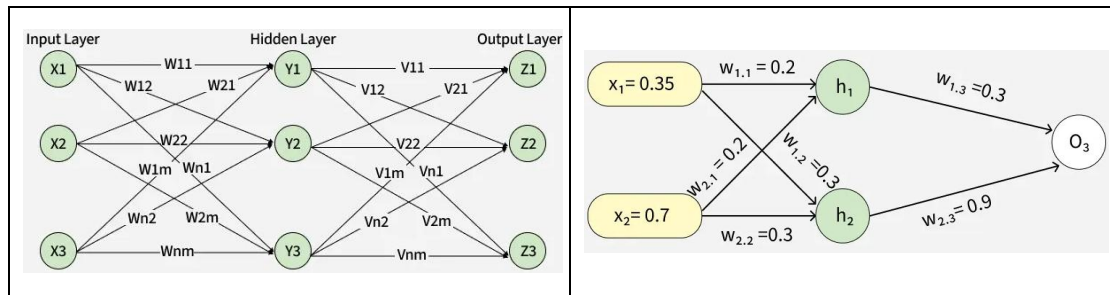 Input Layer
Hidden Layer
Output Layer
X1
W11
Y1
V11
Z1
W12
W21
V12
V21
X2
W22
Y2
V22
Z2
W1m
Wn1
V1m
Vn1
Wn2
W2m
Vn2
V2m
X3
Wnm
Y3
Vnm
Z3
x₁= 0.35
w₁.₁ = 0.2
h₁
w₁.₃ =0.3
O₃
w₂.₁ = 0.2
w₁.₂ =0.3
x₂= 0.7
w₂.₂ =0.3
h₂
w₂.₃= 0.9